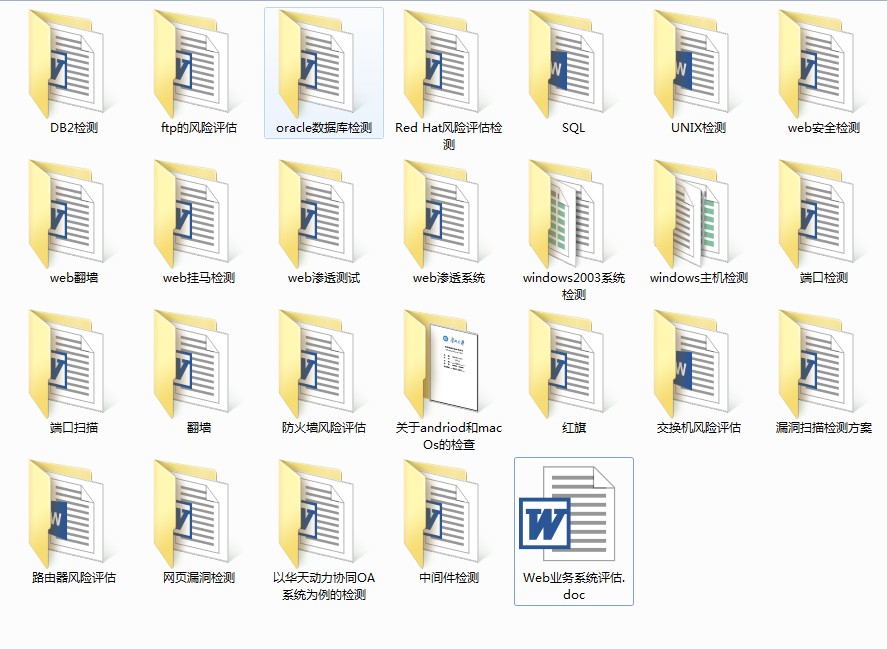 DB2检测
ftp的风险评估
oracle数据库检测
Red Hat风险评估检
测
SQL
UNIX检测
web安全检测
web翻墙
web挂马检测
web渗透测试
web渗透系统
windows2003系统
检测
windows主机检测
端口检测
端口扫描
翻墙
防火墙风险评估
关于andriod和mac
Os的检查
红旗
交换机风险评估
漏洞扫描检测方案
路由器风险评估
网页漏洞检测
以华天动力协同OA
系统为例的检测
中间件检测
Web业务系统评估.
doc